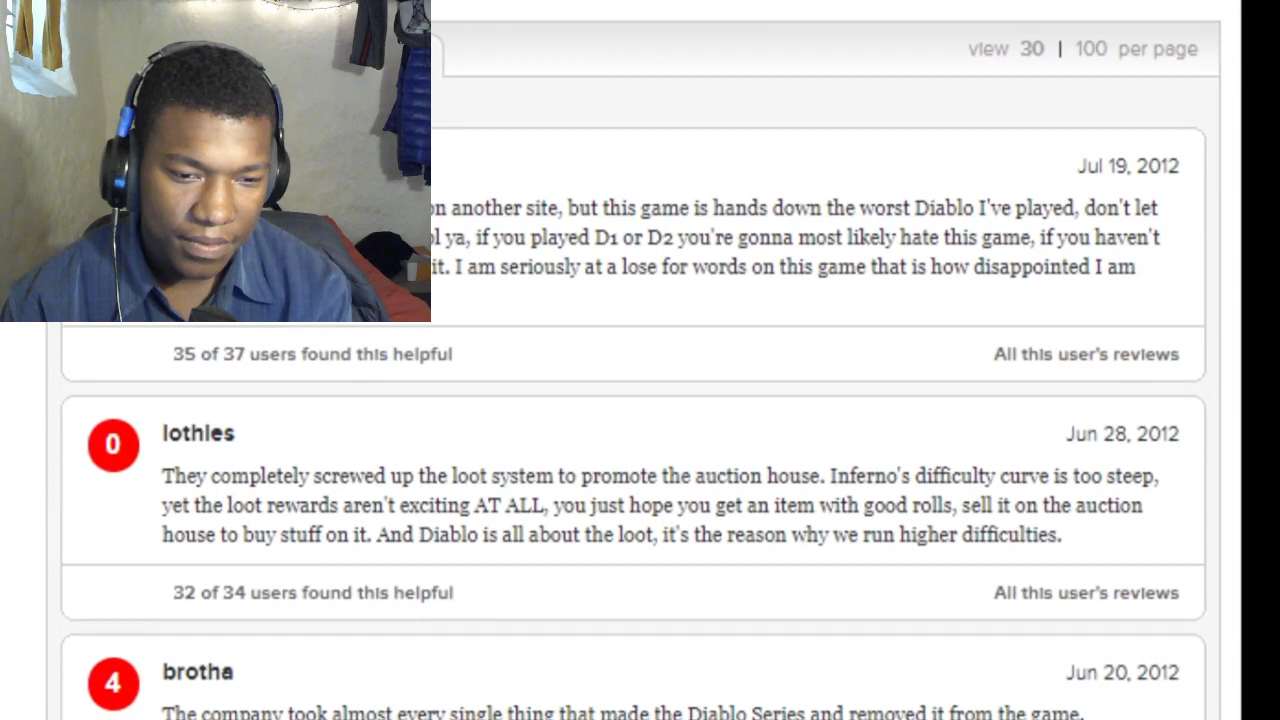 view 30 | 100 per page
Jul 19, 2012
on another site, but this game is hands down the worst Diablo I've played, don't let
ya, if you played D1 or D2 you're gonna most likely hate this game, if you haven't
it. I am seriously at a lose for words on this game that is how disappointed I am
35 of 37 users found this helpful
All this user's reviews
0
lothles
Jun 28, 2012
They completely screwed up the loot system to promote the auction house. Inferno's difficulty curve is too steep,
yet the loot rewards aren't exciting AT ALL, you just hope you get an item with good rolls, sell it on the auction
house to buy stuff on it. And Diablo is all about the loot, it's the reason why we run higher difficulties.
32 of 34 users found this helpful
All this user's reviews
4
brotha
Jun 20, 2012
The company took almost every single thing that made the Diablo Series and removed it from the game.